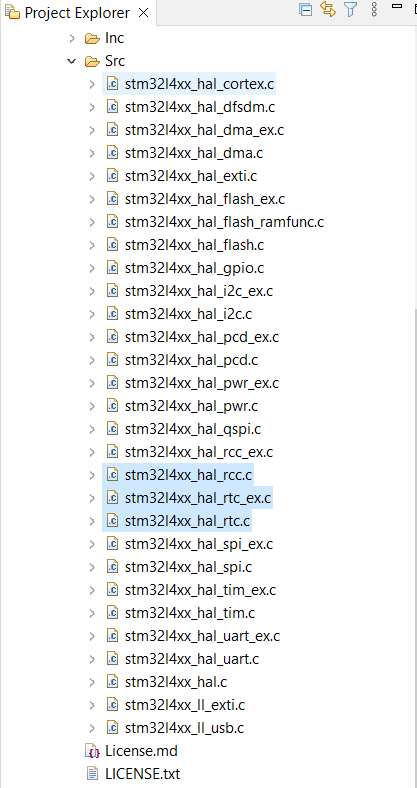 Project Explorer
Inc
Src
stm32l4xx_hal_cortex.c
stm32l4xx_hal_dfsdm.c
stm32l4xx_hal_dma_ex.c
stm32l4xx_hal_dma.c
stm32l4xx_hal_exti.c
stm32l4xx_hal_flash_ex.c
stm32l4xx_hal_flash_ramfunc.c
stm32l4xx_hal_flash.c
stm32l4xx_hal_gpio.c
stm32l4xx_hal_i2c_ex.c
stm32l4xx_hal_i2c.c
stm32l4xx_hal_pcd_ex.c
stm32l4xx_hal_pcd.c
stm32l4xx_hal_pwr_ex.c
stm32l4xx_hal_pwr.c
stm32l4xx_hal_qspi.c
stm32l4xx_hal_rcc_ex.c
stm32l4xx_hal_rcc.c
stm32l4xx_hal_rtc_ex.c
stm32l4xx_hal_rtc.c
stm32l4xx_hal_spi_ex.c
stm32l4xx_hal_spi.c
stm32l4xx_hal_tim_ex.c
stm32l4xx_hal_tim.c
stm32l4xx_hal_uart_ex.c
stm32l4xx_hal_uart.c
stm32l4xx_hal.c
stm32l4xx_ll_exti.c
stm32l4xx_ll_usb.c
License.md
LICENSE.txt